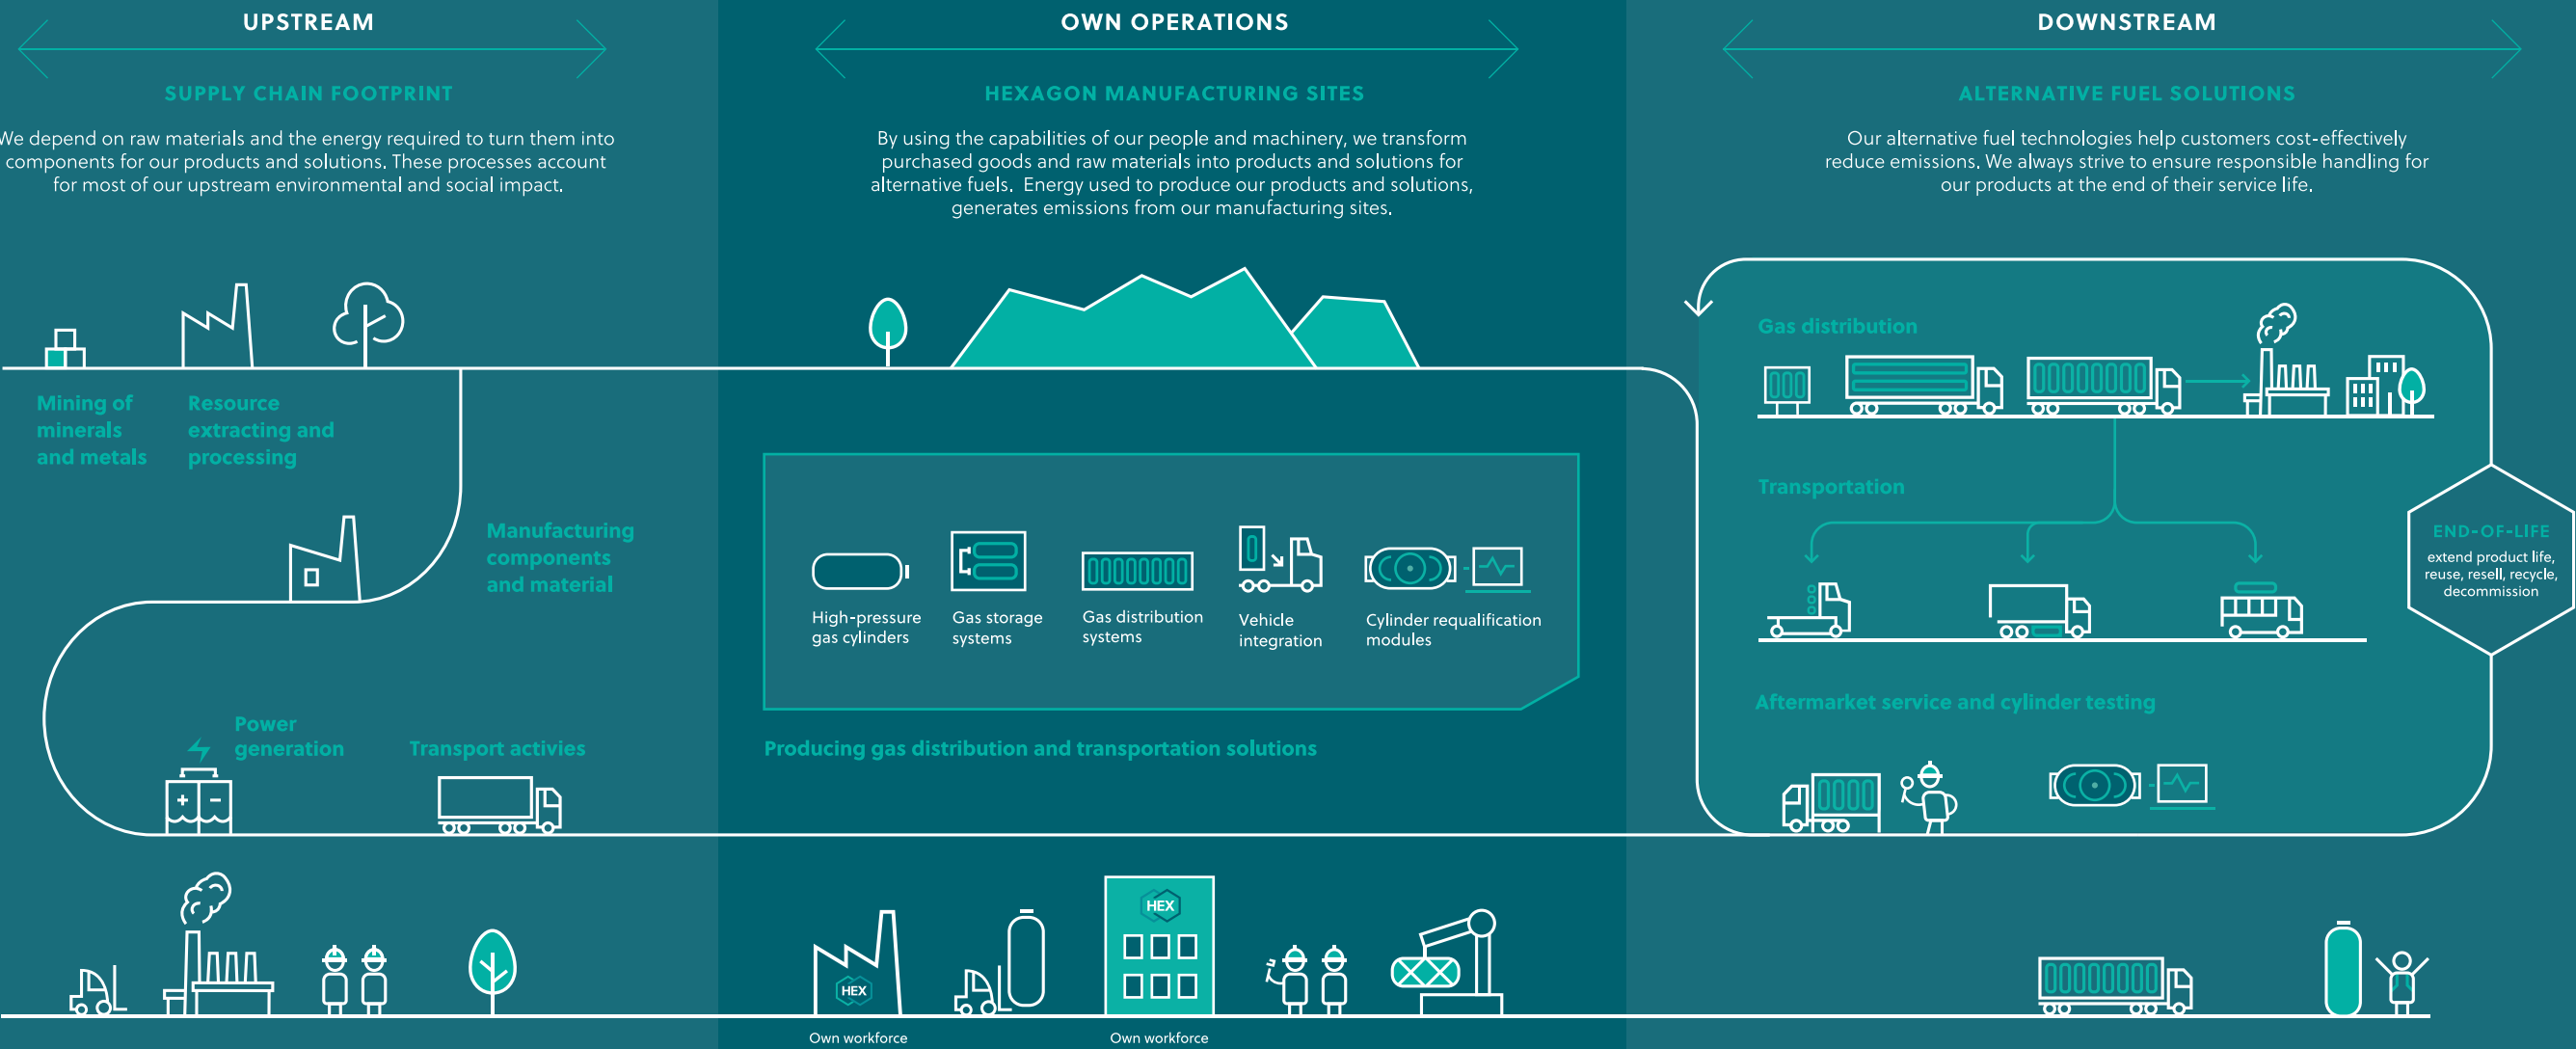 UPSTREAM
SUPPLY CHAIN FOOTPRINT
We depend on raw materials and the energy required to turn them into
components for our products and solutions. These processes account
for most of our upstream environmental and social impact.
Mining of
minerals
and metals
Resource
extracting and
processing
Manufacturing
components
and material
Power
generation
Transport activies
OWN OPERATIONS
HEXAGON MANUFACTURING SITES
By using the capabilities of our people and machinery, we transform
purchased goods and raw materials into products and solutions for
alternative fuels. Energy used to produce our products and solutions,
generates emissions from our manufacturing sites.
High-pressure
gas cylinders
Gas storage
systems
Gas distribution
systems
Vehicle
integration
Cylinder requalification
modules
Producing gas distribution and transportation solutions
HEX
Own workforce
HEX
Own workforce
DOWNSTREAM
ALTERNATIVE FUEL SOLUTIONS
Our alternative fuel technologies help customers cost-effectively
reduce emissions. We always strive to ensure responsible handling for
our products at the end of their service life.
Gas distribution
Transportation
Aftermarket service and cylinder testing
END-OF-LIFE
extend product life,
reuse, resell, recycle,
decommission